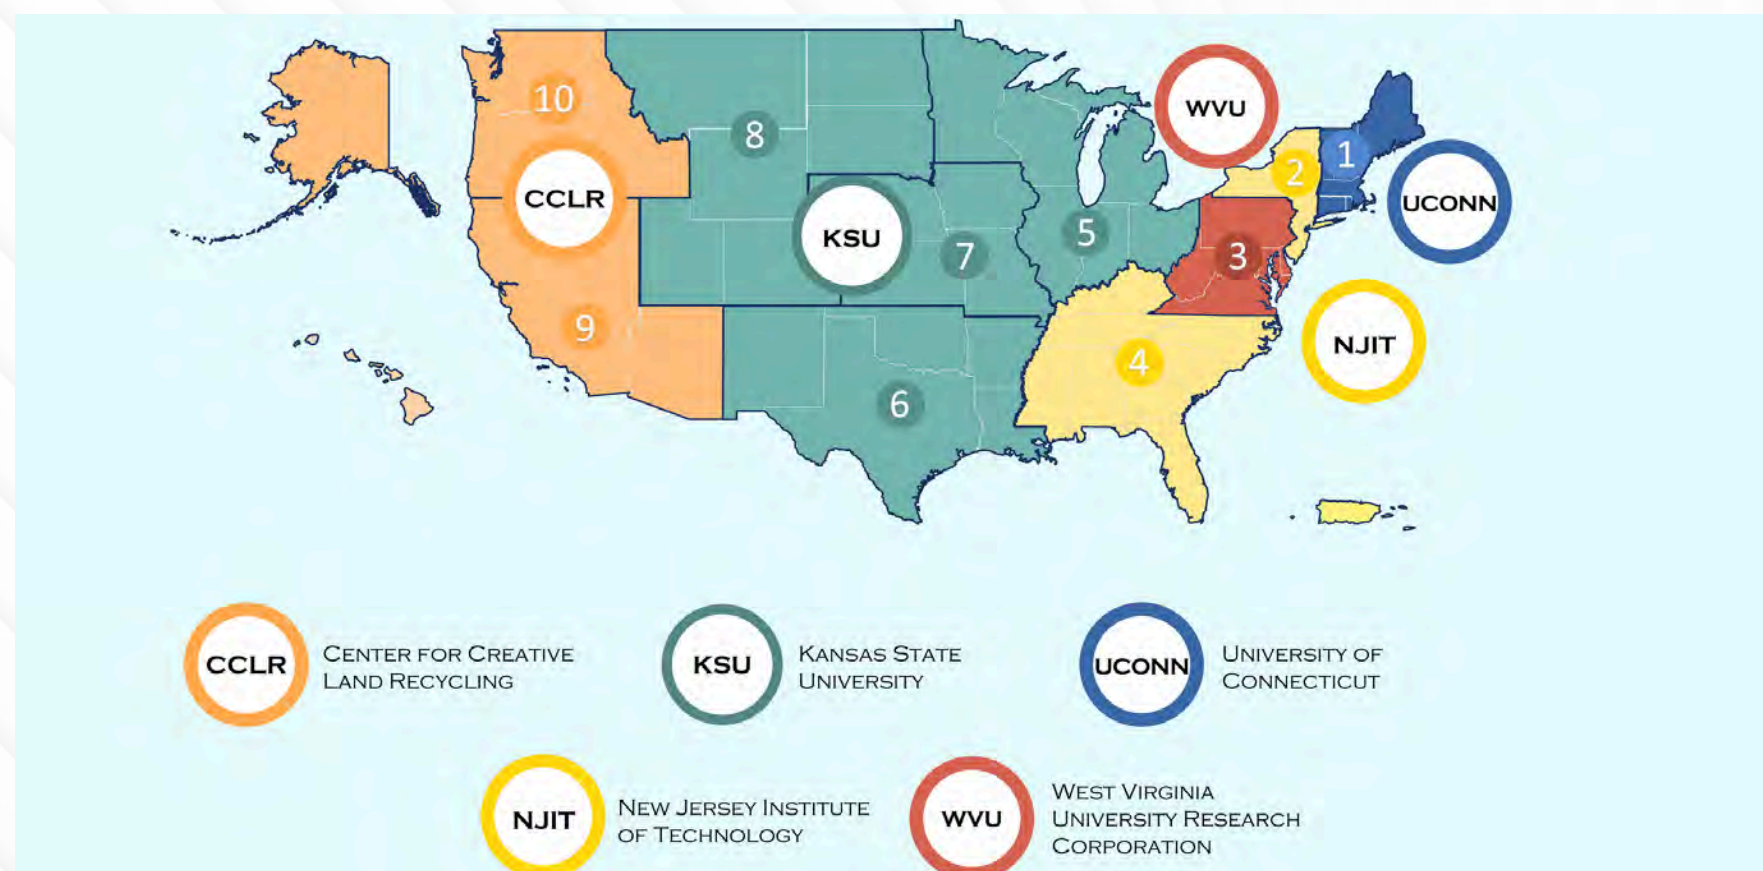 WVU
10
8
1
2
CCLR
UCONN
KSU
5
7
3
9
NJIT
4
6
CCLR
CENTER FOR CREATIVE
LAND RECYCLING
KSU
KANSAS STATE
UNIVERSITY
UCONN
UNIVERSITY OF
CONNECTICUT
NJIT
NEW JERSEY INSTITUTE
OF TECHNOLOGY
WVU
WEST VIRGINIA
UNIVERSITY RESEARCH
CORPORATION